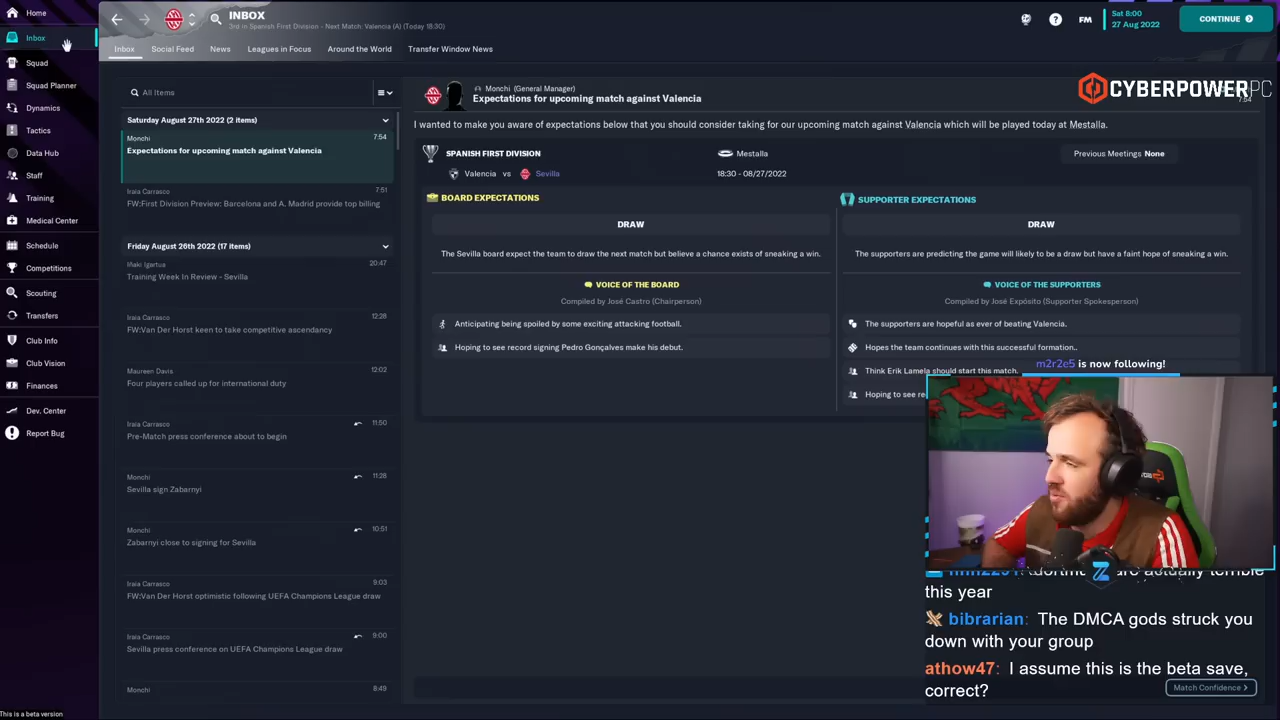 Home
Inbox
Squad
Squad Planner
Dynamics
Tactics
Data Hub
Staff
Training
Medical Center
Schedule
Competitions
Scouting
Transfers
Club Info
Club Vision
Finances
Dev. Center
Report Bug
This is a beta version
INBOX
3rd in Spanish First Division - Next Match: Valencia (A) (Today 18:30)
FM
Sat 8:00
27 Aug 2022
CONTINUE
Inbox
Social Feed
News
Leagues in Focus
Around the World
Transfer Window News
All Items
Saturday August 27th 2022 (2 items)
Monchi
7:54
Expectations for upcoming match against Valencia
Iraia Carrasco
7:51
FW:First Division Preview: Barcelona and A. Madrid provide top billing
Friday August 26th 2022 (17 items)
Iñaki Igartua
20:47
Training Week In Review - Sevilla
Iraia Carrasco
12:28
FW:Van Der Horst keen to take competitive ascendancy
Maureen Davis
12:02
Four players called up for international duty
Iraia Carrasco
11:50
Pre-Match press conference about to begin
Monchi
11:28
Sevilla sign Zabarnyi
Monchi
10:51
Zabarnyi close to signing for Sevilla
Iraia Carrasco
9:03
FW:Van Der Horst optimistic following UEFA Champions League draw
Iraia Carrasco
9:00
Sevilla press conference on UEFA Champions League draw
Monchi
8:49
Monchi (General Manager)
Expectations for upcoming match against Valencia
CYBERPOWERPC
7:54
I wanted to make you aware of expectations below that you should consider taking for our upcoming match against Valencia which will be played today at Mestalla.
SPANISH FIRST DIVISION
Mestalla
Previous Meetings None
Valencia vs Sevilla
18:30 - 08/27/2022
BOARD EXPECTATIONS
DRAW
The Sevilla board expect the team to draw the next match but believe a chance exists of sneaking a win.
VOICE OF THE BOARD
Compiled by José Castro (Chairperson)
Anticipating being spoiled by some exciting attacking football.
Hoping to see record signing Pedro Gonçalves make his debut.
SUPPORTER EXPECTATIONS
DRAW
The supporters are predicting the game will likely to be a draw but have a faint hope of sneaking a win.
VOICE OF THE SUPPORTERS
Compiled by José Expósito (Supporter Spokesperson)
The supporters are hopeful as ever of beating Valencia.
Hopes the team continues with this successful formation..
Think Erik Lamela should start this match.
Hoping to see re
m2r2e5 is now following!
are actually terrible
this year
bibrarian: The DMCA gods struck you
down with your group
athow47: I assume this is the beta save,
correct?
Match Confidence